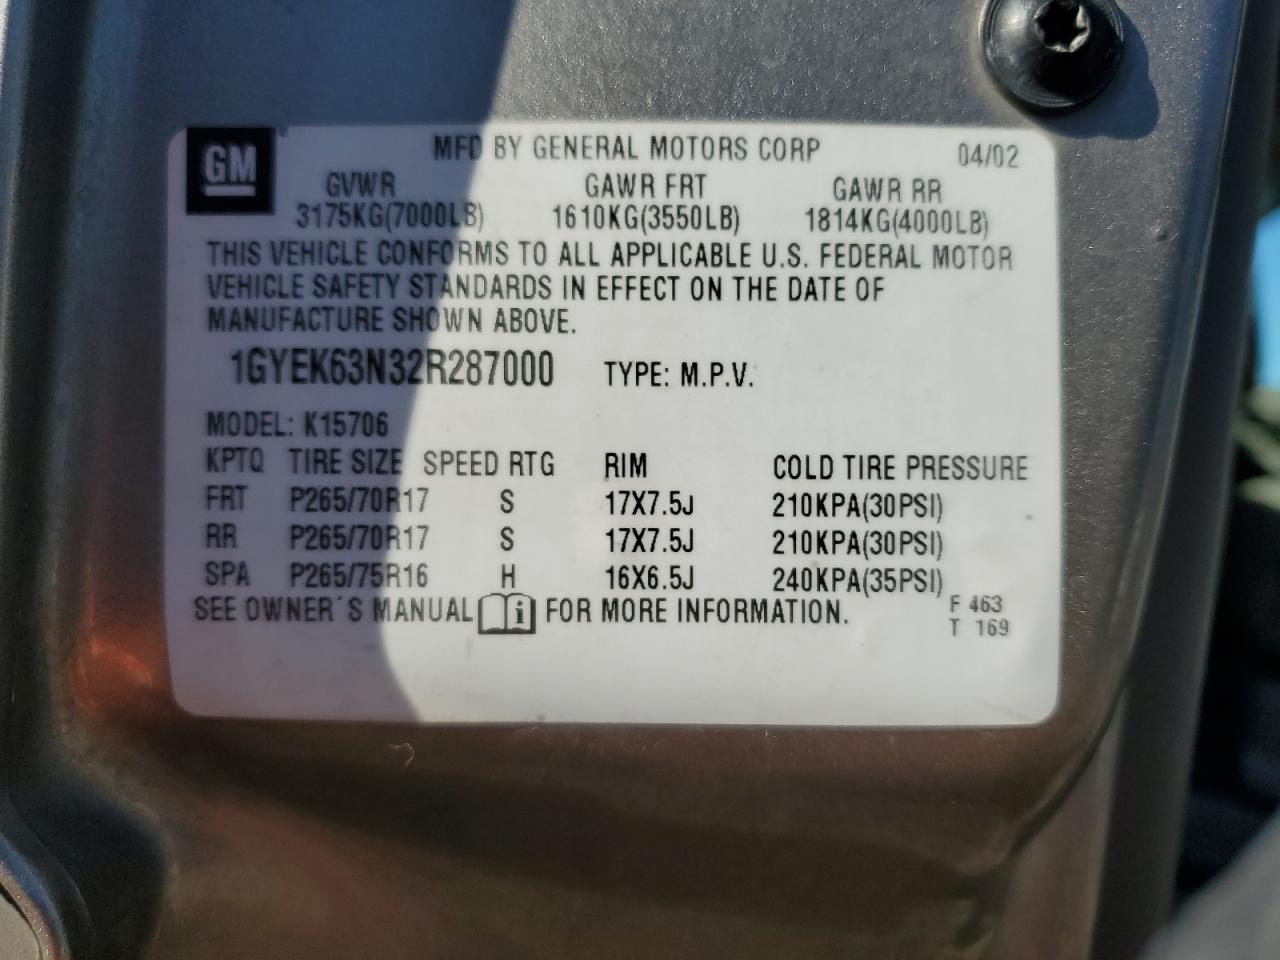 GM
MFD BY GENERAL MOTORS CORP 04/02
GVWR GAWR FRT GAWR RR
3175KG(7000LB) 1610KG(3550LB) 1814KG(4000LB)
THIS VEHICLE CONFORMS TO ALL APPLICABLE U.S. FEDERAL MOTOR
VEHICLE SAFETY STANDARDS IN EFFECT ON THE DATE OF
MANUFACTURE SHOWN ABOVE.
1GYEK63N32R287000 TYPE: M.P.V.
MODEL: K15706
KPTQ TIRE SIZE SPEED RTG RIM COLD TIRE PRESSURE
FRT P265/70R17 S 17X7.5J 210KPA(30PSI)
RR P265/70R17 S 17X7.5J 210KPA(30PSI)
SPA P265/75R16 H 16X6.5J 240KPA(35PSI)
SEE OWNER´S MANUAL i FOR MORE INFORMATION. F 463
T 169